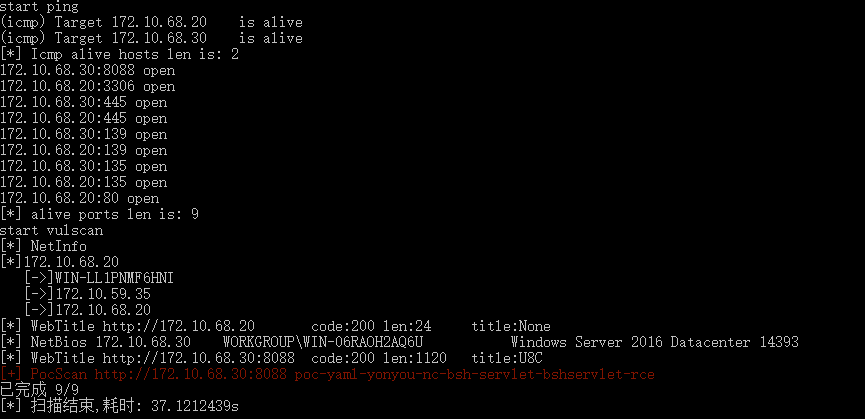 start ping
(icmp) Target 172.10.68.20    is alive
(icmp) Target 172.10.68.30    is alive
[*] Icmp alive hosts len is: 2
172.10.68.30:8088 open
172.10.68.20:3306 open
172.10.68.30:445 open
172.10.68.20:445 open
172.10.68.30:139 open
172.10.68.20:139 open
172.10.68.30:135 open
172.10.68.20:135 open
172.10.68.20:80 open
[*] alive ports len is: 9
start vulscan
[*] NetInfo
[*]172.10.68.20
   [->]WIN-LL1PNMF6HNI
   [->]172.10.59.35
   [->]172.10.68.20
[*] WebTitle http://172.10.68.20       code:200 len:24     title:None
[*] NetBios 172.10.68.30    WORKGROUP\WIN-06RAOH2AQ6U           Windows Server 2016 Datacenter 14393
[*] WebTitle http://172.10.68.30:8088  code:200 len:1120   title:U8C
[+] PocScan http://172.10.68.30:8088 poc-yaml-yonyou-nc-bsh-servlet-bshservlet-rce
已完成 9/9
[*] 扫描结束,耗时: 37.1212439s